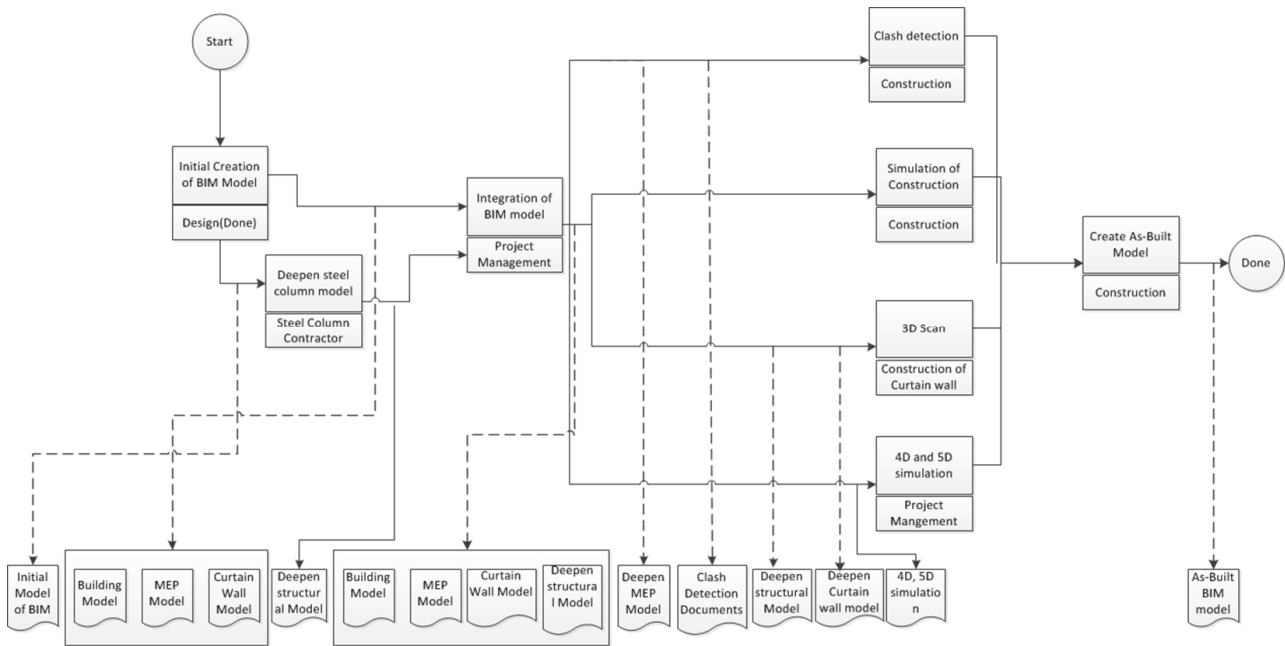 Start
Initial Creation
of BIM Model
Design(Done)
Deepen steel
column model
Steel Column
Contractor
Integration of
BIM model
Project
Management
Clash detection
Construction
Simulation of
Construction
Construction
3D Scan
Construction of
Curtain wall
4D and 5D
simulation
Project
Mangement
Create As-Built
Model
Construction
Done
Initial
Model
of BIM
Building
Model
MEP
Model
Curtain
Wall
Model
Deepen
structur
al Model
Building
Model
MEP
Model
Curtain
Wall Model
Deepen
structura
l Model
Deepen
MEP
Model
Clash
Detection
Documents
Deepen
structural
Model
Deepen
Curtain
wall model
4D, 5D
simulatio
n
As-Built
BIM
model